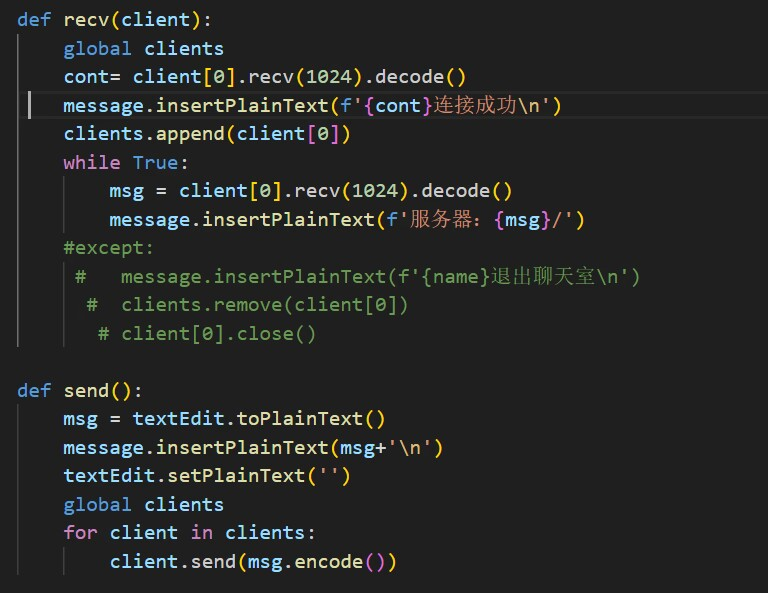 def recv(client):
    global clients
    cont= client[0].recv(1024).decode()
    message.insertPlainText(f'{cont}连接成功\n')
    clients.append(client[0])
    while True:
        msg = client[0].recv(1024).decode()
        message.insertPlainText(f'服务器: {msg}/')
    #except:
     #   message.insertPlainText(f'{name}退出聊天室\n')
      #  clients.remove(client[0])
       # client[0].close()

def send():
    msg = textEdit.toPlainText()
    message.insertPlainText(msg+'\n')
    textEdit.setPlainText('')
    global clients
    for client in clients:
        client.send(msg.encode())